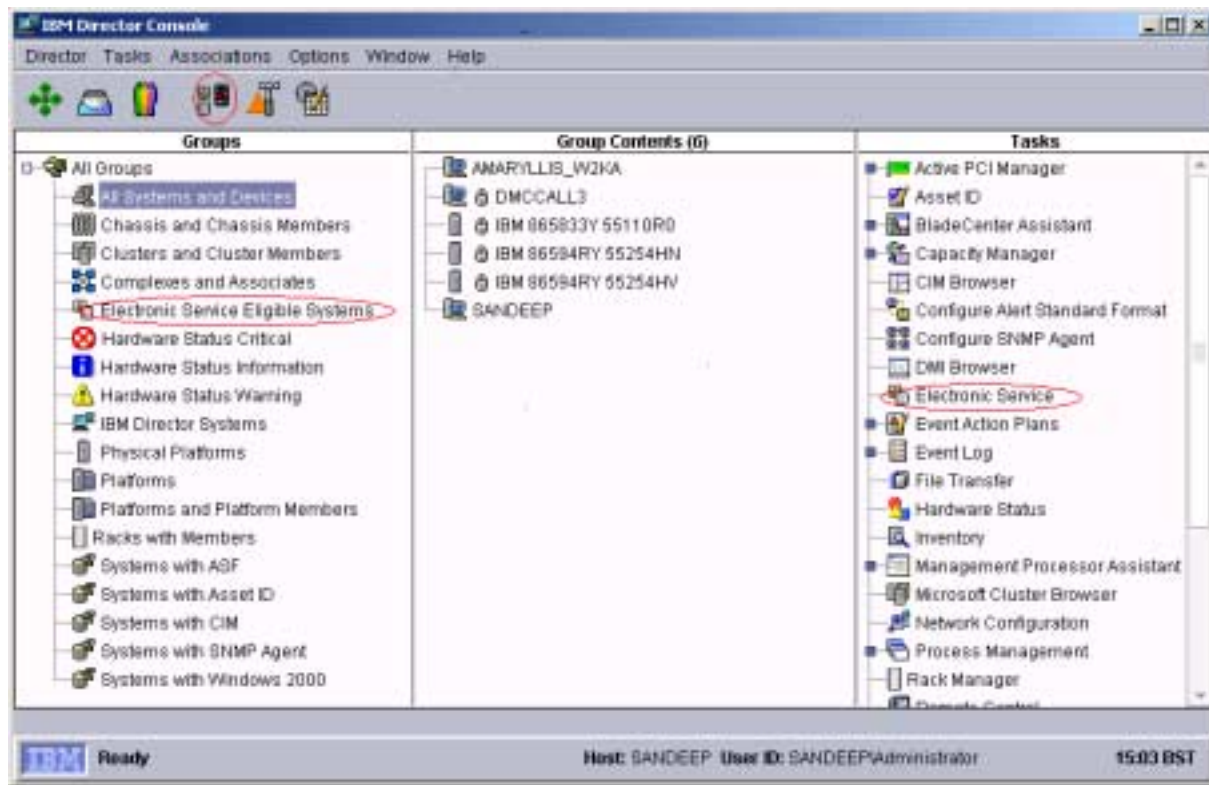 IBM Director Console
Director Tasks Associations Options Window Help
Groups
All Groups
All Systems and Devices
Chassis and Chassis Members
Clusters and Cluster Members
Complexes and Associates
Electronic Service Eligible Systems
Hardware Status Critical
Hardware Status Information
Hardware Status Warning
IBM Director Systems
Physical Platforms
Platforms
Platforms and Platform Members
Racks with Members
Systems with ASF
Systems with Asset ID
Systems with CIM
Systems with SNMP Agent
Systems with Windows 2000
Group Contents (6)
AMARYLLIS_W2KA
DMCCALL3
IBM 865833Y 55110R0
IBM 86594RY 55254HN
IBM 86594RY 55254HV
SANDEEP
Tasks
Active PCI Manager
Asset ID
BladeCenter Assistant
Capacity Manager
CIM Browser
Configure Alert Standard Format
Configure SNMP Agent
DMI Browser
Electronic Service
Event Action Plans
Event Log
File Transfer
Hardware Status
Inventory
Management Processor Assistant
Microsoft Cluster Browser
Network Configuration
Process Management
Rack Manager
Remote Control
IBM Ready
Host: SANDEEP User ID: SANDEEP\Administrator
15:03 BST